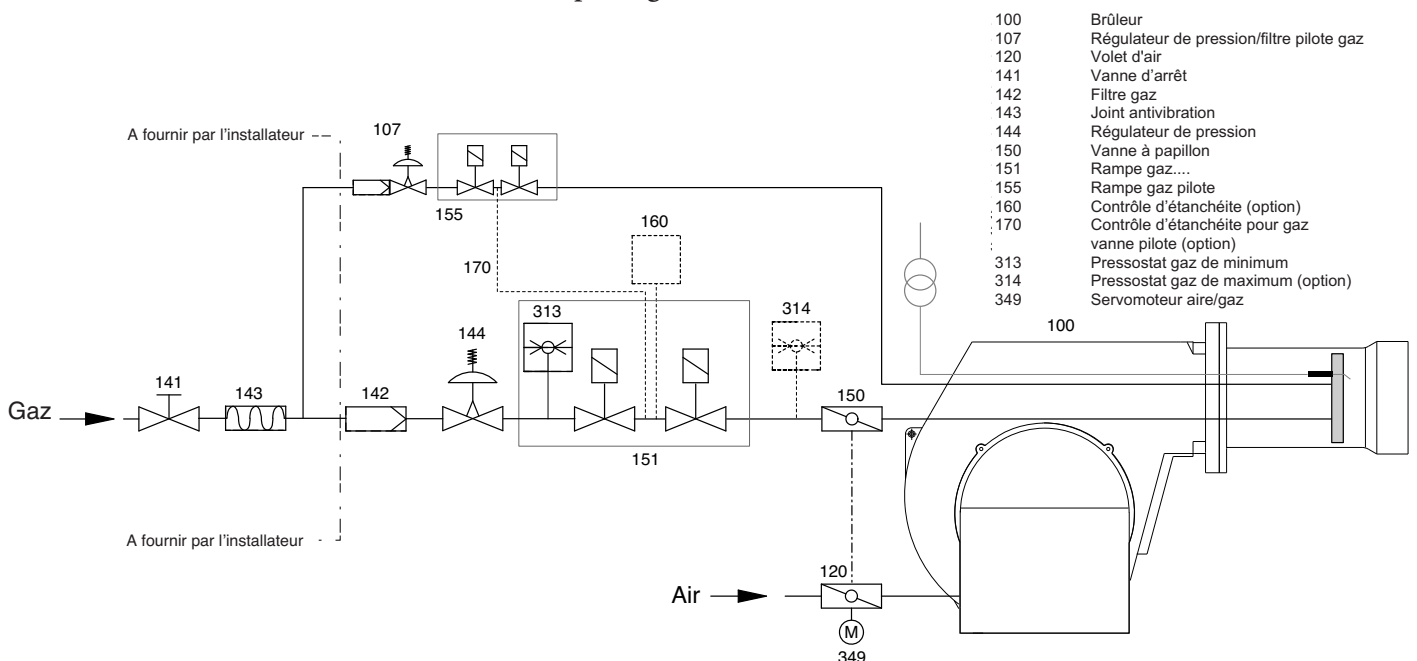 100 Brûleur
107 Régulateur de pression/filtre pilote gaz
120 Volet d'air
141 Vanne d'arrêt
142 Filtre gaz
143 Joint antivibration
144 Régulateur de pression
150 Vanne à papillon
151 Rampe gaz....
155 Rampe gaz pilote
160 Contrôle d'étanchéite (option)
170 Contrôle d'étanchéite pour gaz
vanne pilote (option)
313 Pressostat gaz de minimum
314 Pressostat gaz de maximum (option)
349 Servomoteur aire/gaz
A fournir par l'installateur
107
155
160
170
313
314
144
100
141
143
142
150
Gaz
151
A fournir par l'installateur
120
Air
M
349